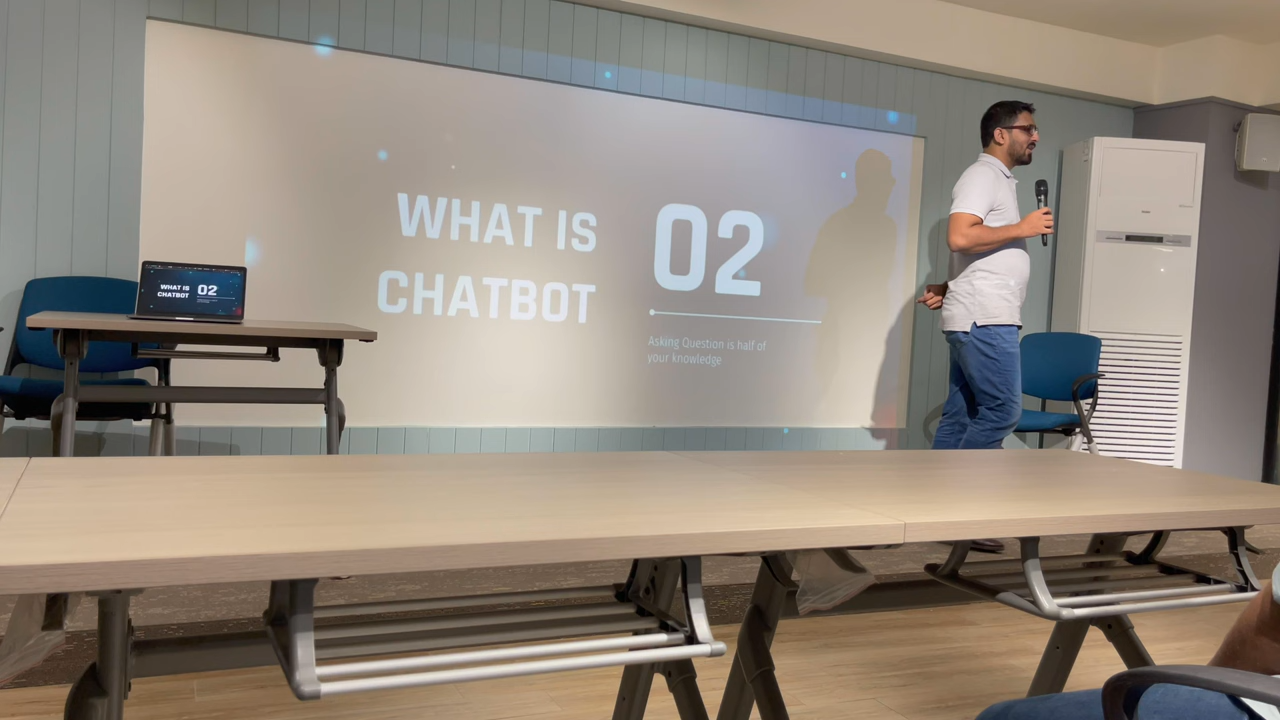 WHAT IS
CHATBOT
02
Asking Question is half of
your knowledge
WHAT IS
CHATBOT
02